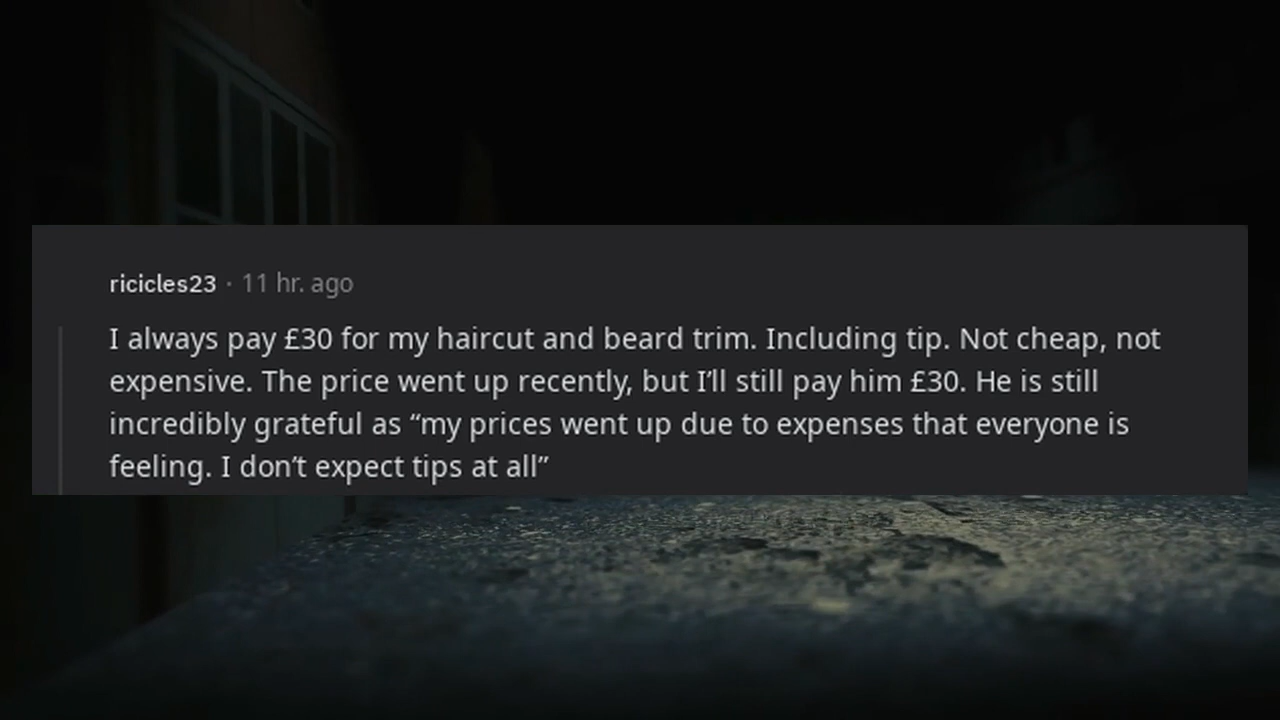 ricicles23 · 11 hr. ago
I always pay £30 for my haircut and beard trim. Including tip. Not cheap, not
expensive. The price went up recently, but I’ll still pay him £30. He is still
incredibly grateful as “my prices went up due to expenses that everyone is
feeling. I don’t expect tips at all”